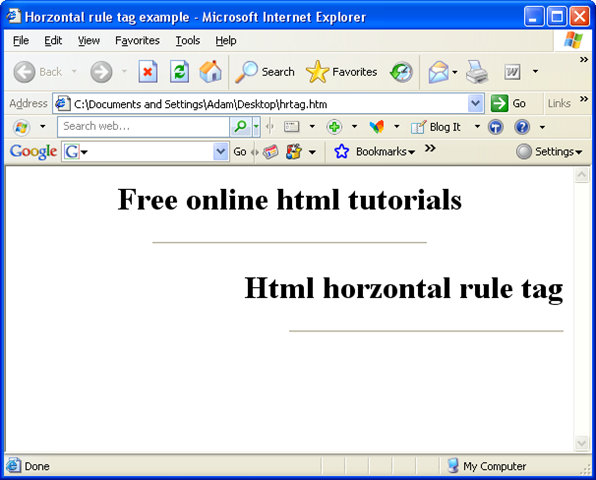 Horzontal rule tag example - Microsoft Internet Explorer
File Edit View Favorites Tools Help
Back Search Favorites W »
Address C:\Documents and Settings\Adam\Desktop\hrtag.htm Go Links »
Search web... Blog It ?
Google G Go Bookmarks » Settings
Free online html tutorials
Html horzontal rule tag
Done My Computer